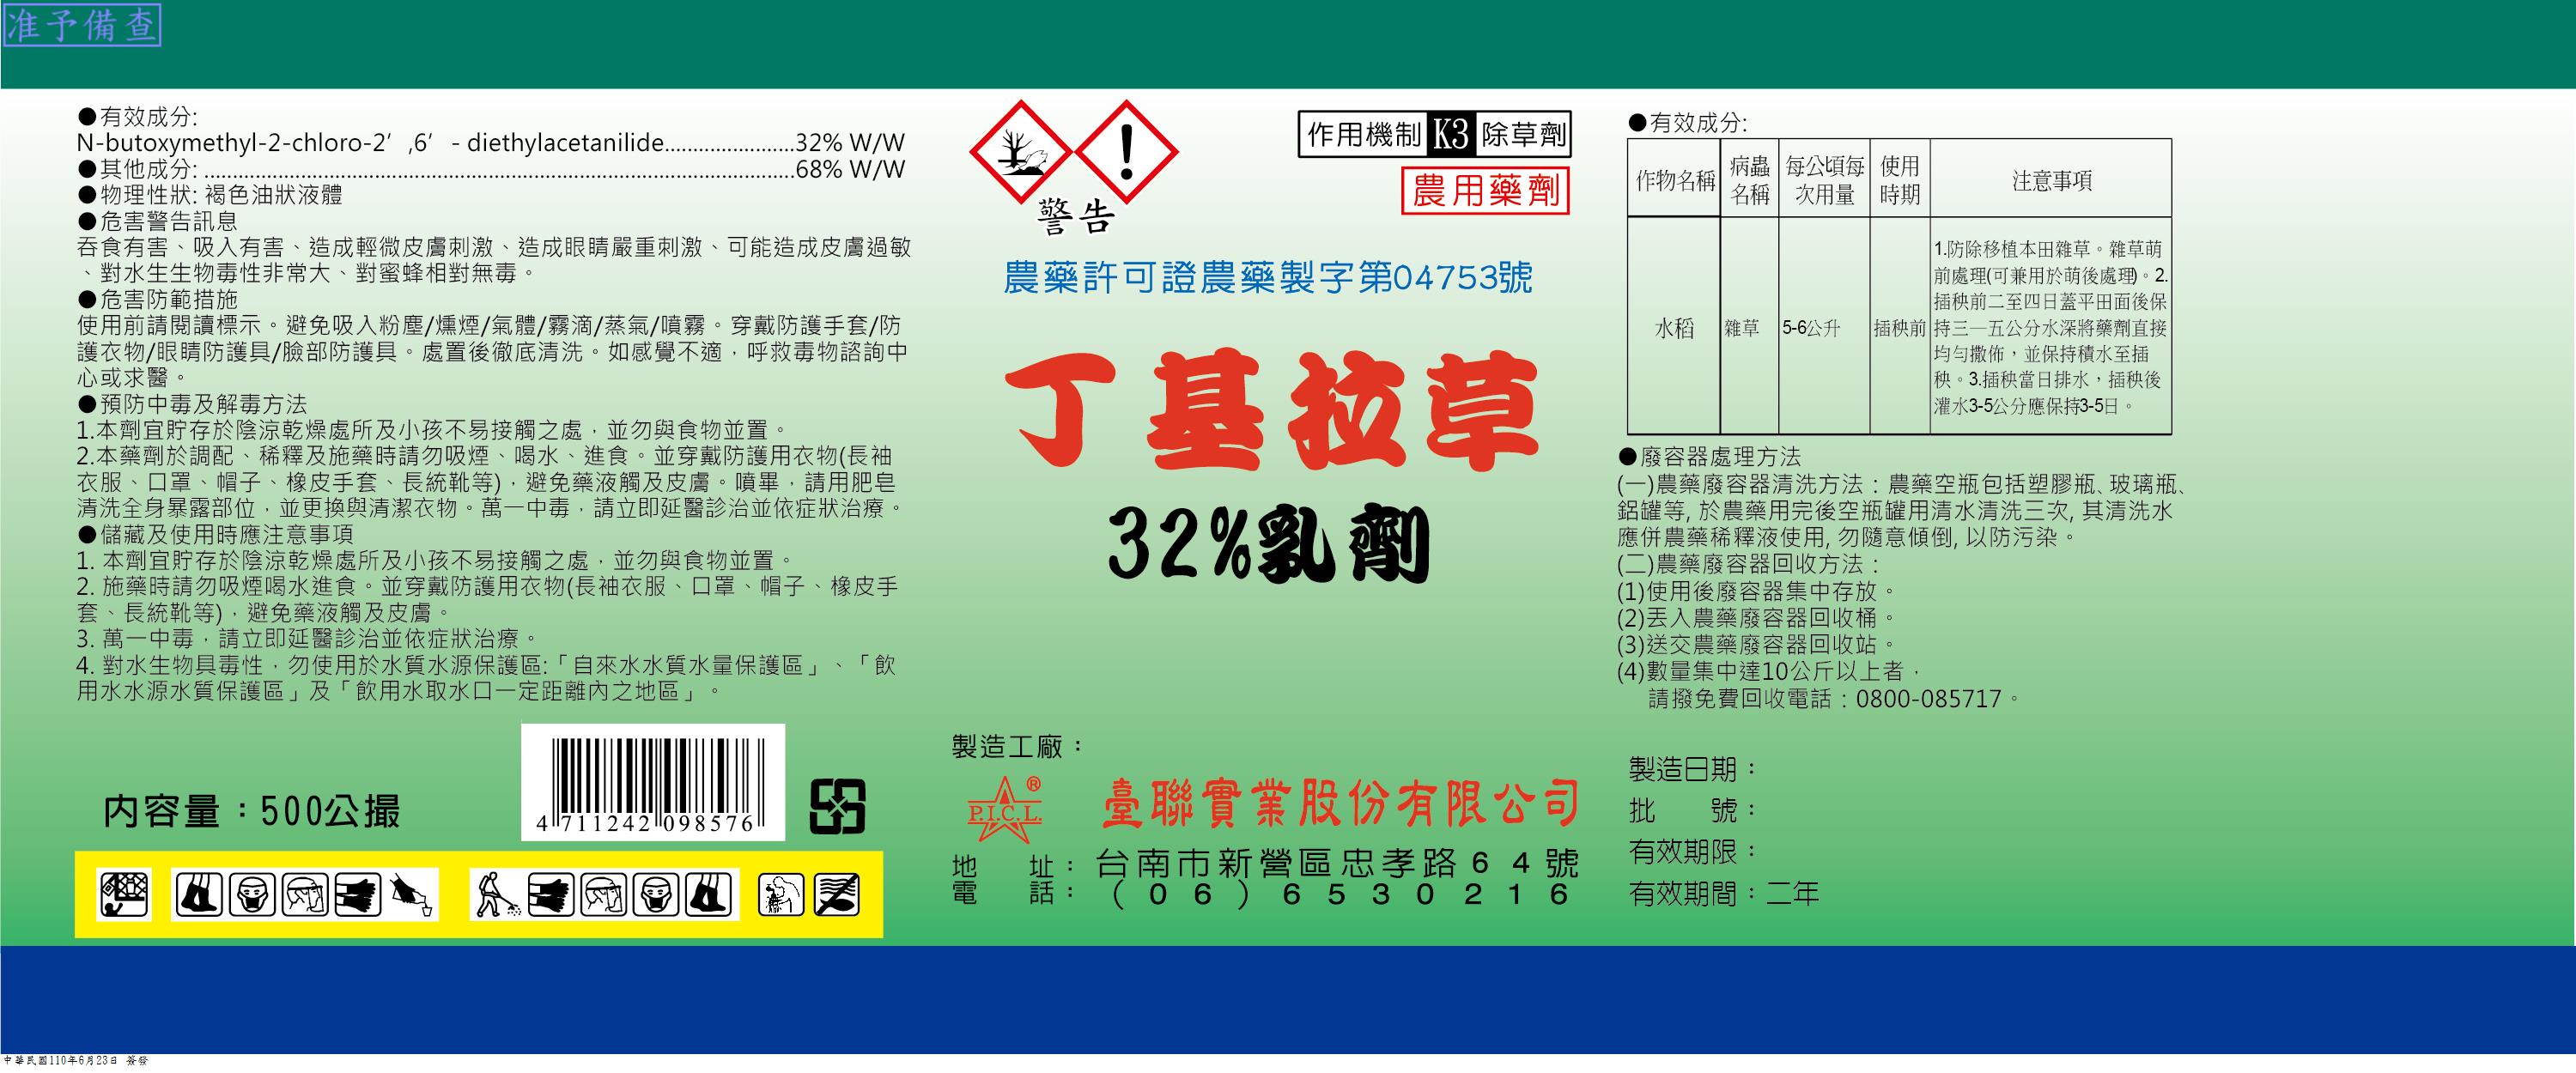 准予備查
●有效成分:
N-butoxymethyl-2-chloro-2′,6′- diethylacetanilide.......................32% W/W
●其他成分: ........................................................................................................68% W/W
●物理性狀: 褐色油狀液體
●危害警告訊息
吞食有害、吸入有害、造成輕微皮膚刺激、造成眼睛嚴重刺激、可能造成皮膚過敏
、對水生生物毒性非常大、對蜜蜂相對無毒。
●危害防範措施
使用前請閱讀標示。避免吸入粉塵/燻煙/氣體/霧滴/蒸氣/噴霧。穿戴防護手套/防
護衣物/眼睛防護具/臉部防護具。處置後徹底清洗。如感覺不適，呼救毒物諮詢中
心或求醫。
●預防中毒及解毒方法
1.本劑宜貯存於陰涼乾燥處所及小孩不易接觸之處，並勿與食物並置。
2.本藥劑於調配、稀釋及施藥時請勿吸煙、喝水、進食。並穿戴防護用衣物(長袖
衣服、口罩、帽子、橡皮手套、長統靴等)，避免藥液觸及皮膚。噴畢，請用肥皂
清洗全身暴露部位，並更換與清潔衣物。萬一中毒，請立即延醫診治並依症狀治療。
●儲藏及使用時應注意事項
1. 本劑宜貯存於陰涼乾燥處所及小孩不易接觸之處，並勿與食物並置。
2. 施藥時請勿吸煙喝水進食。並穿戴防護用衣物(長袖衣服、口罩、帽子、橡皮手
套、長統靴等)，避免藥液觸及皮膚。
3. 萬一中毒，請立即延醫診治並依症狀治療。
4. 對水生物具毒性，勿使用於水質水源保護區:「自來水水質水量保護區」、「飲
用水水源水質保護區」及「飲用水取水口一定距離內之地區」。
內容量：500公撮
4 711242 098576
警告
作用機制 K3 除草劑
農用藥劑
農藥許可證農藥製字第04753號
丁基拉草
32%乳劑
製造工廠：
P.I.C.L. ®
臺聯實業股份有限公司
地　址：台南市新營區忠孝路64號
電　話：(06)6530216
●有效成分:
作物名稱 病蟲名稱 每公頃每次用量 使用時期 注意事項
水稻 雜草 5-6公升 插秧前
1.防除移植本田雜草。雜草萌
前處理(可兼用於萌後處理)。2.
插秧前二至四日蓋平田面後保
持三—五公分水深將藥劑直接
均勻撒佈，並保持積水至插
秧。3.插秧當日排水，插秧後
灌水3-5公分應保持3-5日。
●廢容器處理方法
(一)農藥廢容器清洗方法：農藥空瓶包括塑膠瓶、玻璃瓶、
鋁罐等, 於農藥用完後空瓶罐用清水清洗三次, 其清洗水
應併農藥稀釋液使用, 勿隨意傾倒, 以防污染。
(二)農藥廢容器回收方法：
(1)使用後廢容器集中存放。
(2)丟入農藥廢容器回收桶。
(3)送交農藥廢容器回收站。
(4)數量集中達10公斤以上者，
請撥免費回收電話：0800-085717。
製造日期：
批　號：
有效期限：
有效期間：二年
中華民國110年6月23日 簽發